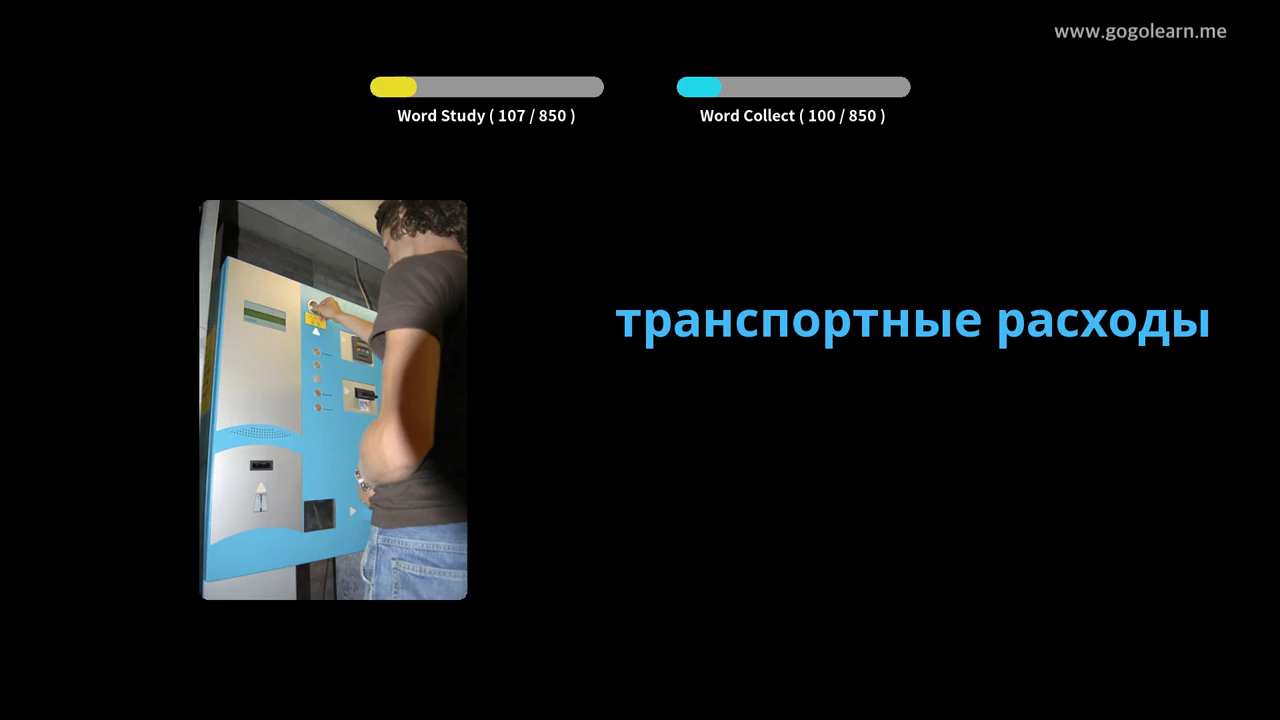 www.gogolearn.me
Word Study ( 107 / 850 )
Word Collect ( 100 / 850 )
транспортные расходы